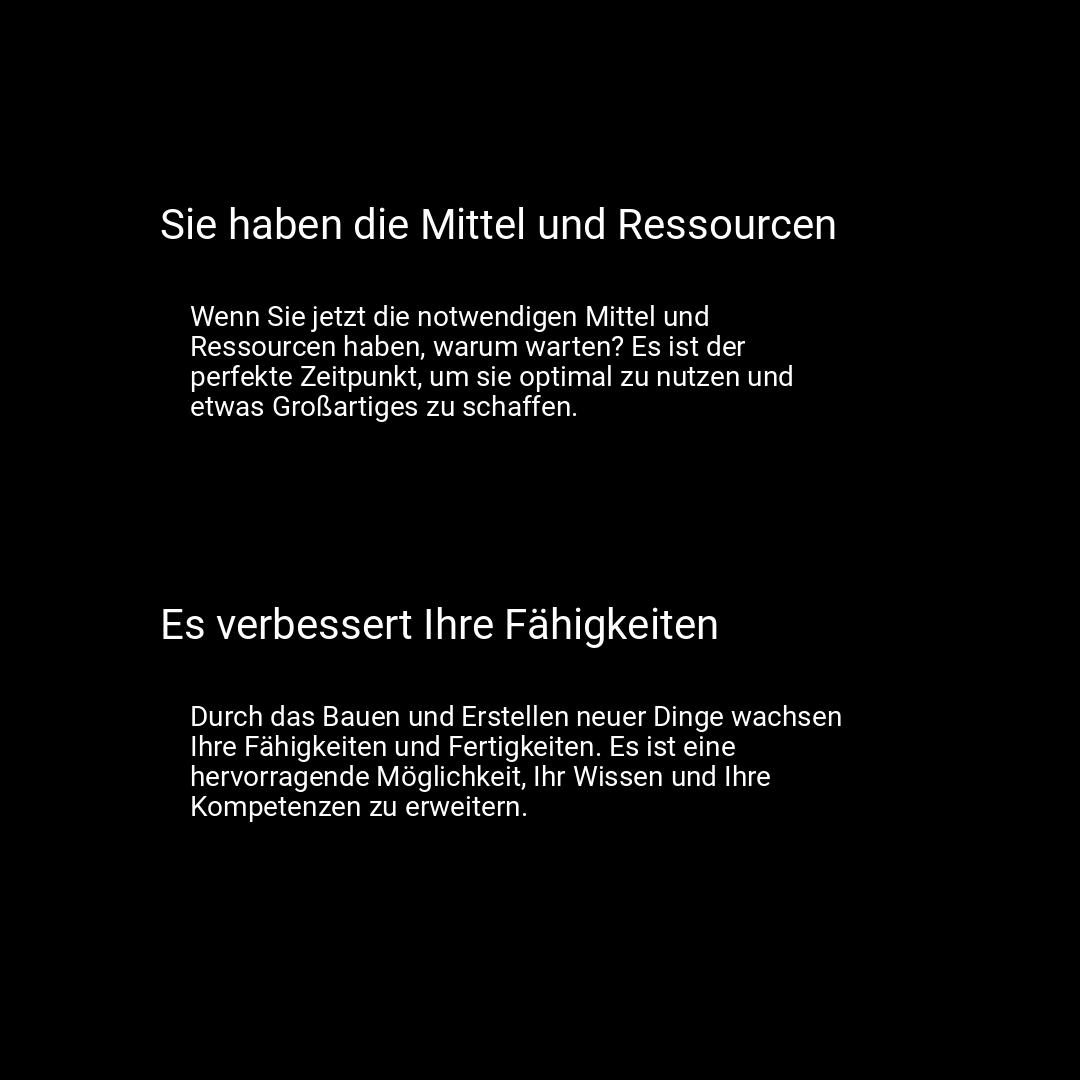 Sie haben die Mittel und Ressourcen
Wenn Sie jetzt die notwendigen Mittel und
Ressourcen haben, warum warten? Es ist der
perfekte Zeitpunkt, um sie optimal zu nutzen und
etwas Großartiges zu schaffen.
Es verbessert Ihre Fähigkeiten
Durch das Bauen und Erstellen neuer Dinge wachsen
Ihre Fähigkeiten und Fertigkeiten. Es ist eine
hervorragende Möglichkeit, Ihr Wissen und Ihre
Kompetenzen zu erweitern.